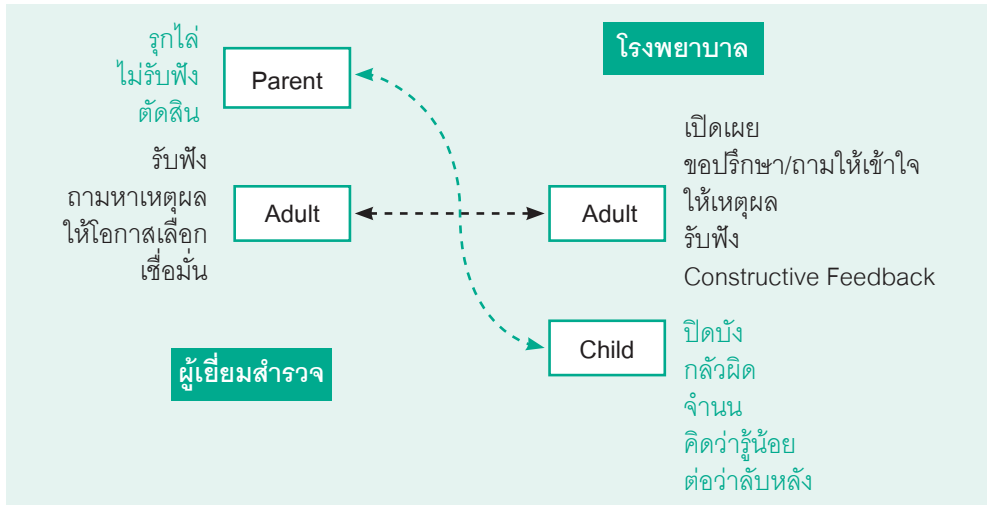 รุกไล่
ไม่รับฟัง
ตัดสิน
Parent
โรงพยาบาล
รับฟัง
ถามหาเหตุผล
ให้โอกาสเลือก
เชื่อมั่น
Adult
Adult
เปิดเผย
ขอปรึกษา/ถามให้เข้าใจ
ให้เหตุผล
รับฟัง
Constructive Feedback
ผู้เยี่ยมสำรวจ
Child
ปิดบัง
กลัวผิด
จำนน
คิดว่ารู้น้อย
ต่อว่าลับหลัง